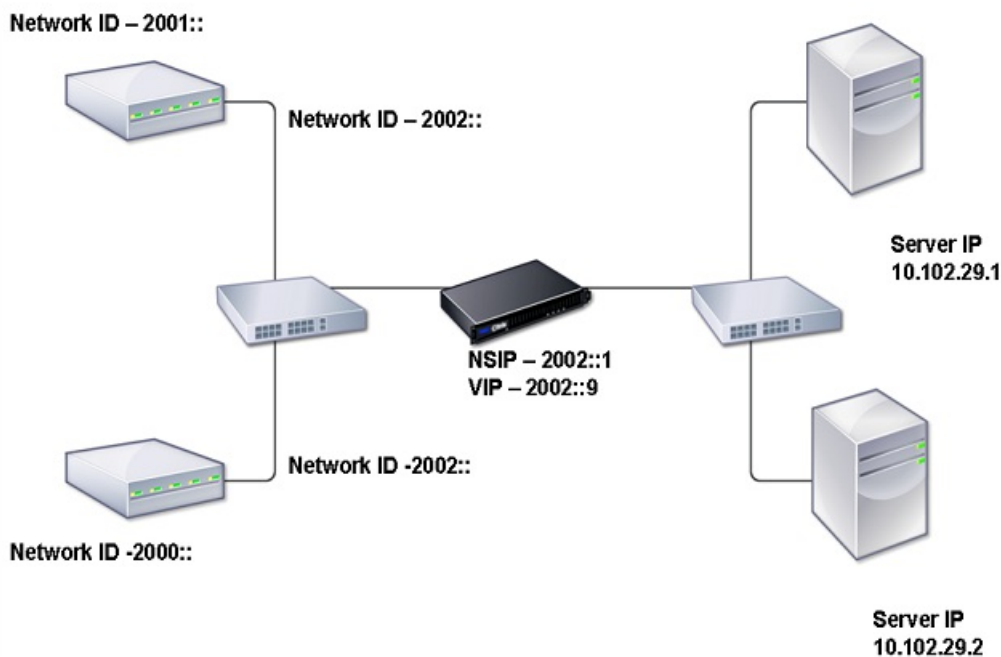 Network ID – 2001::
Network ID – 2002::
Server IP
10.102.29.1
NSIP – 2002::1
VIP – 2002::9
Network ID -2002::
Network ID -2000::
Server IP
10.102.29.2